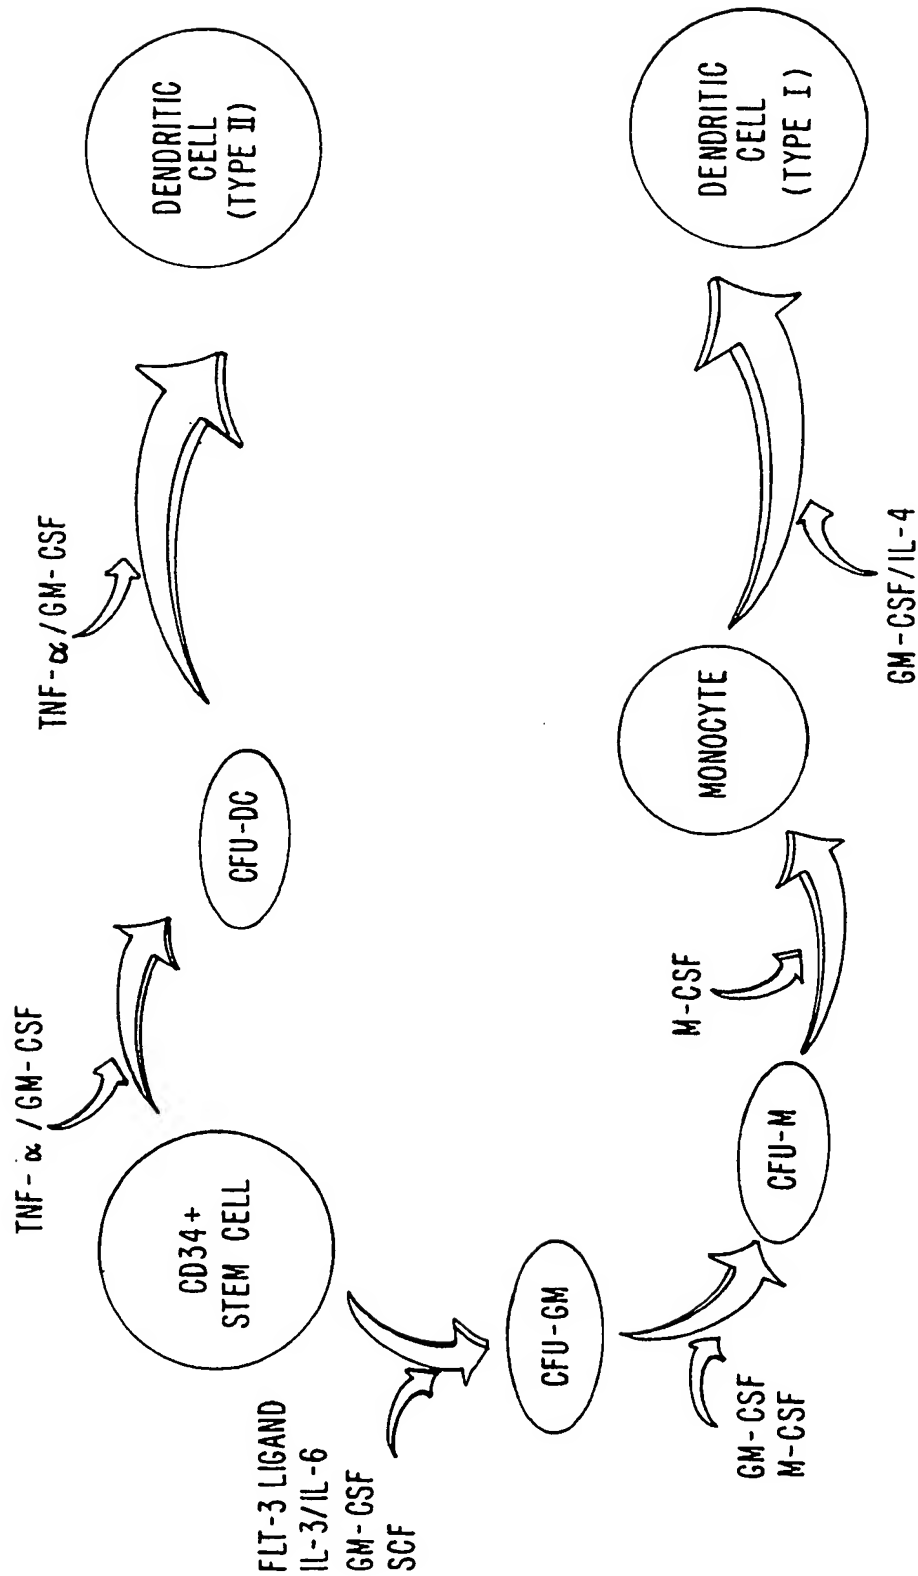 TNF-α/GM-CSF
TNF-α/GM-CSF
CD34+
STEM CELL
CFU-DC
DENDRITIC
CELL
(TYPE II)
FLT-3 LIGAND
IL-3/IL-6
GM-CSF
SCF
CFU-GM
GM-CSF
M-CSF
CFU-M
M-CSF
MONOCYTE
GM-CSF/IL-4
DENDRITIC
CELL
(TYPE I)